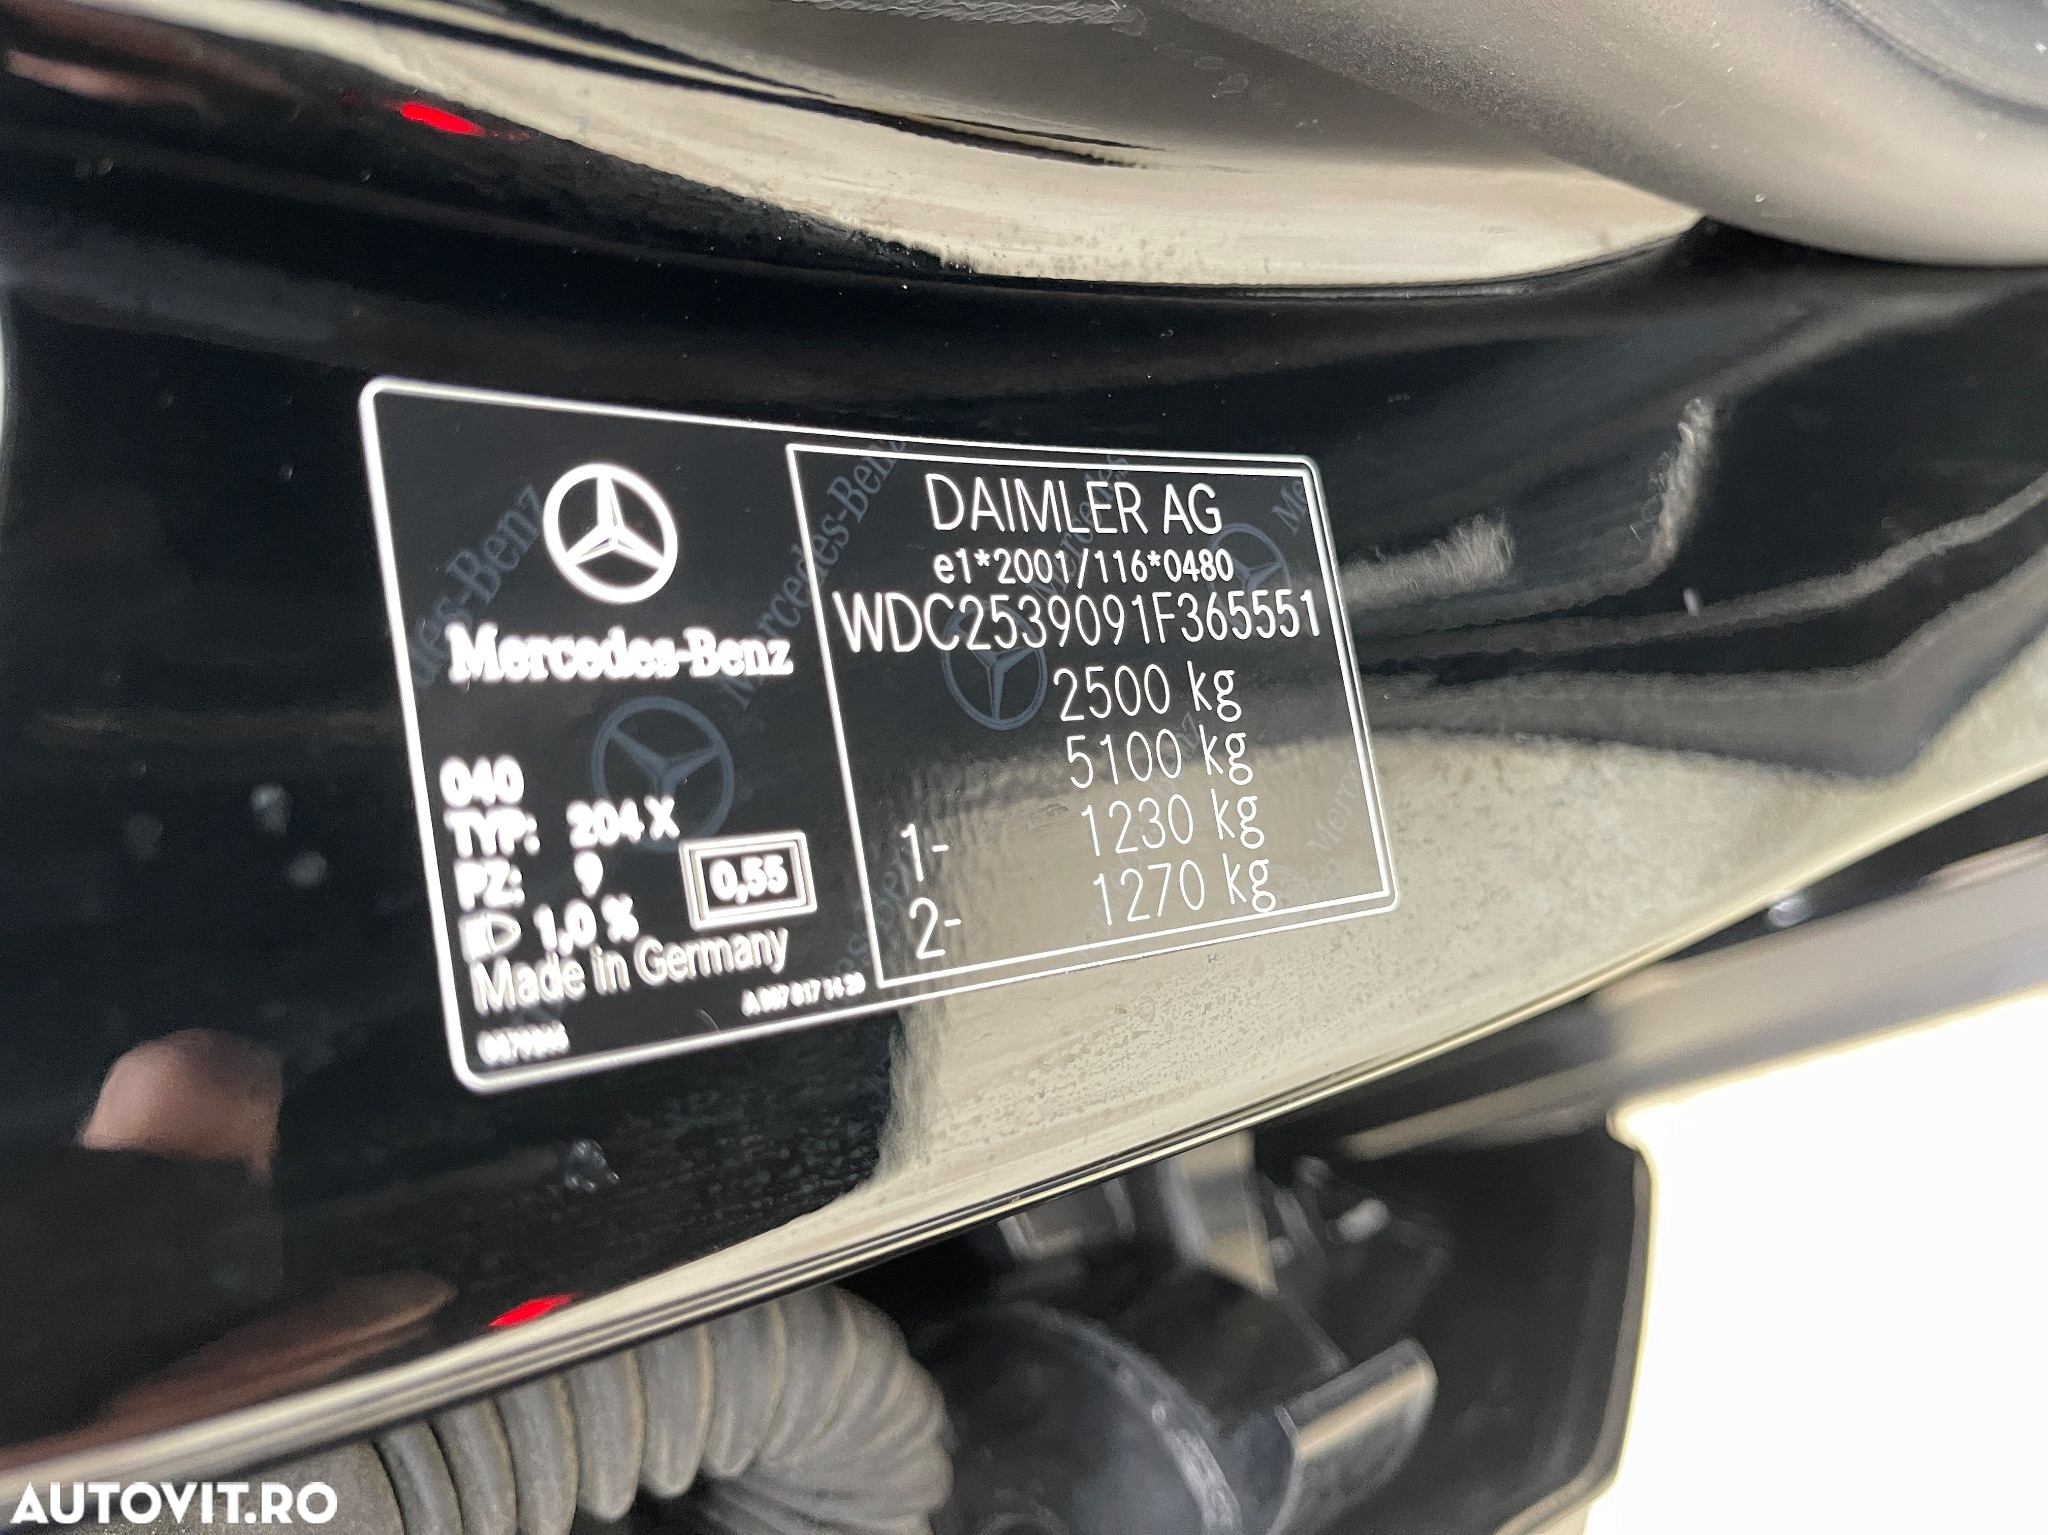 Mercedes-Benz
040
TYP: 204 X
PZ: 9
1,0 %
0,55
Made in Germany
DAIMLER AG
e1*2001/116*0480
WDC2539091F365551
2500 kg
5100 kg
1- 1230 kg
2- 1270 kg
AUTOVIT.RO